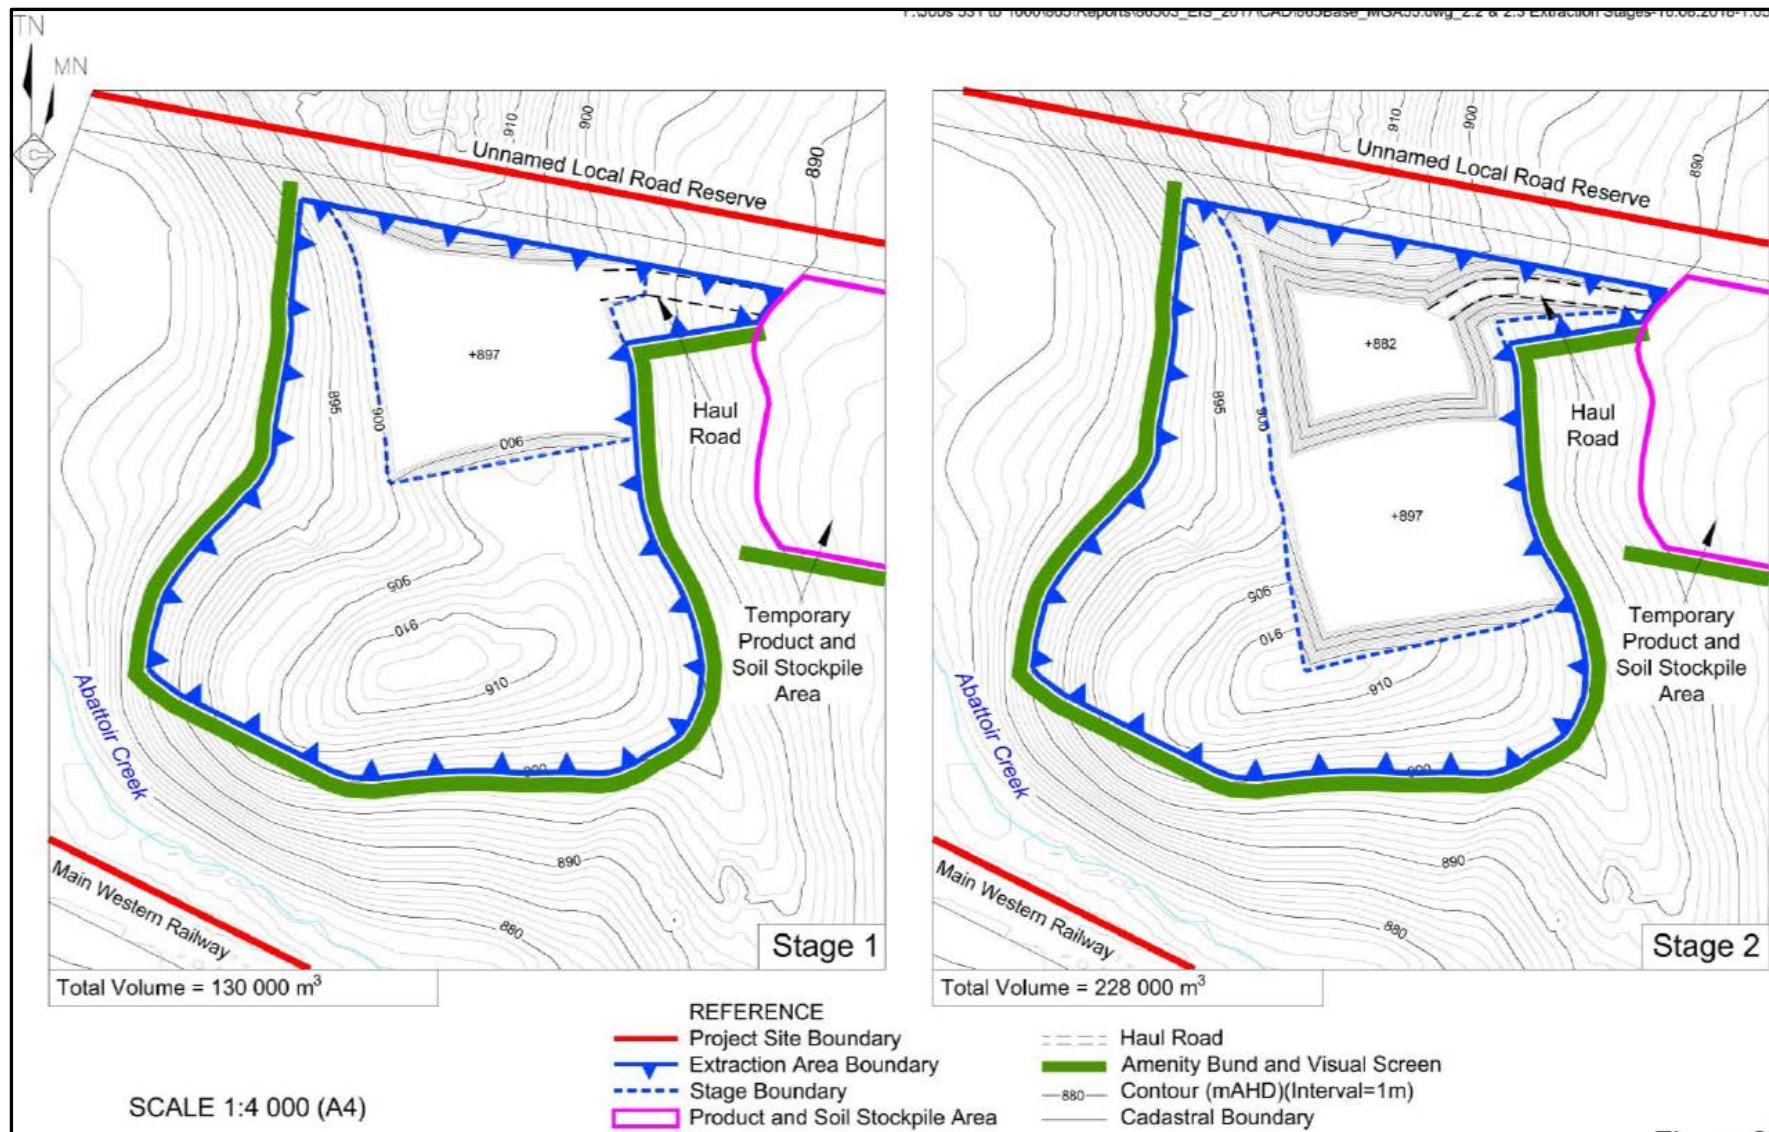 TN
MN
910
900
890
Unnamed Local Road Reserve
+897
895
900
900
Haul
Road
905
910
910
900
Temporary
Product and
Soil Stockpile
Area
Abattoir Creek
890
880
Main Western Railway
Stage 1
Total Volume = 130 000 m³
910
900
890
Unnamed Local Road Reserve
+882
895
900
Haul
Road
+897
905
910
910
900
Temporary
Product and
Soil Stockpile
Area
Abattoir Creek
890
880
Main Western Railway
Stage 2
Total Volume = 228 000 m³
REFERENCE
Project Site Boundary
Extraction Area Boundary
Stage Boundary
Product and Soil Stockpile Area
Haul Road
Amenity Bund and Visual Screen
880 Contour (mAHD)(Interval=1m)
Cadastral Boundary
SCALE 1:4 000 (A4)